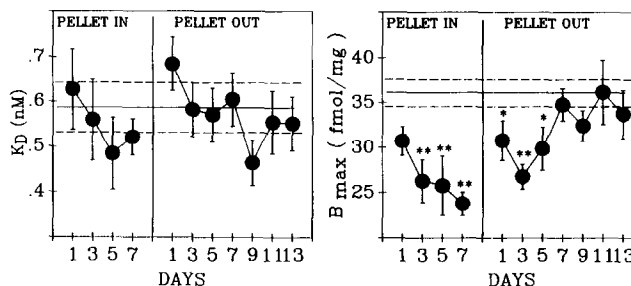 PELLET IN PELLET OUT
.7
.6
.5
.4
K_D (nM)
1 3 5 7 1 3 5 7 9 11 13
DAYS
PELLET IN PELLET OUT
40
35
30
25
B max ( fmol/mg )
* ** ** ** * ** *
1 3 5 7 1 3 5 7 9 11 13
DAYS